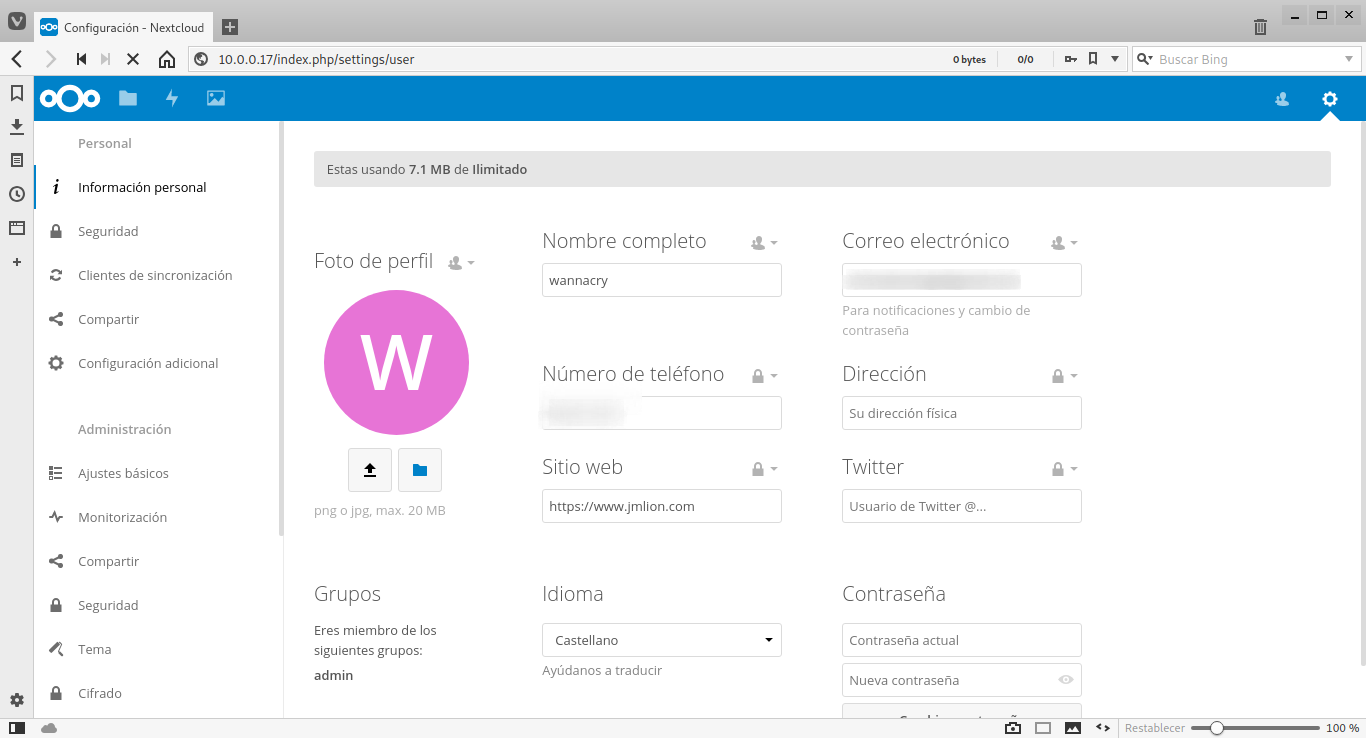 Configuración - Nextcloud
10.0.0.17/index.php/settings/user
0 bytes
0/0
Buscar Bing
Personal
Información personal
Seguridad
Clientes de sincronización
Compartir
Configuración adicional
Administración
Ajustes básicos
Monitorización
Compartir
Seguridad
Tema
Cifrado
Estas usando 7.1 MB de Ilimitado
Foto de perfil
W
png o jpg, max. 20 MB
Nombre completo
wannacry
Correo electrónico
Para notificaciones y cambio de
contraseña
Número de teléfono
Dirección
Su dirección física
Sitio web
https://www.jmlion.com
Twitter
Usuario de Twitter @...
Grupos
Eres miembro de los
siguientes grupos:
admin
Idioma
Castellano
Ayúdanos a traducir
Contraseña
Contraseña actual
Nueva contraseña
Restablecer
100 %